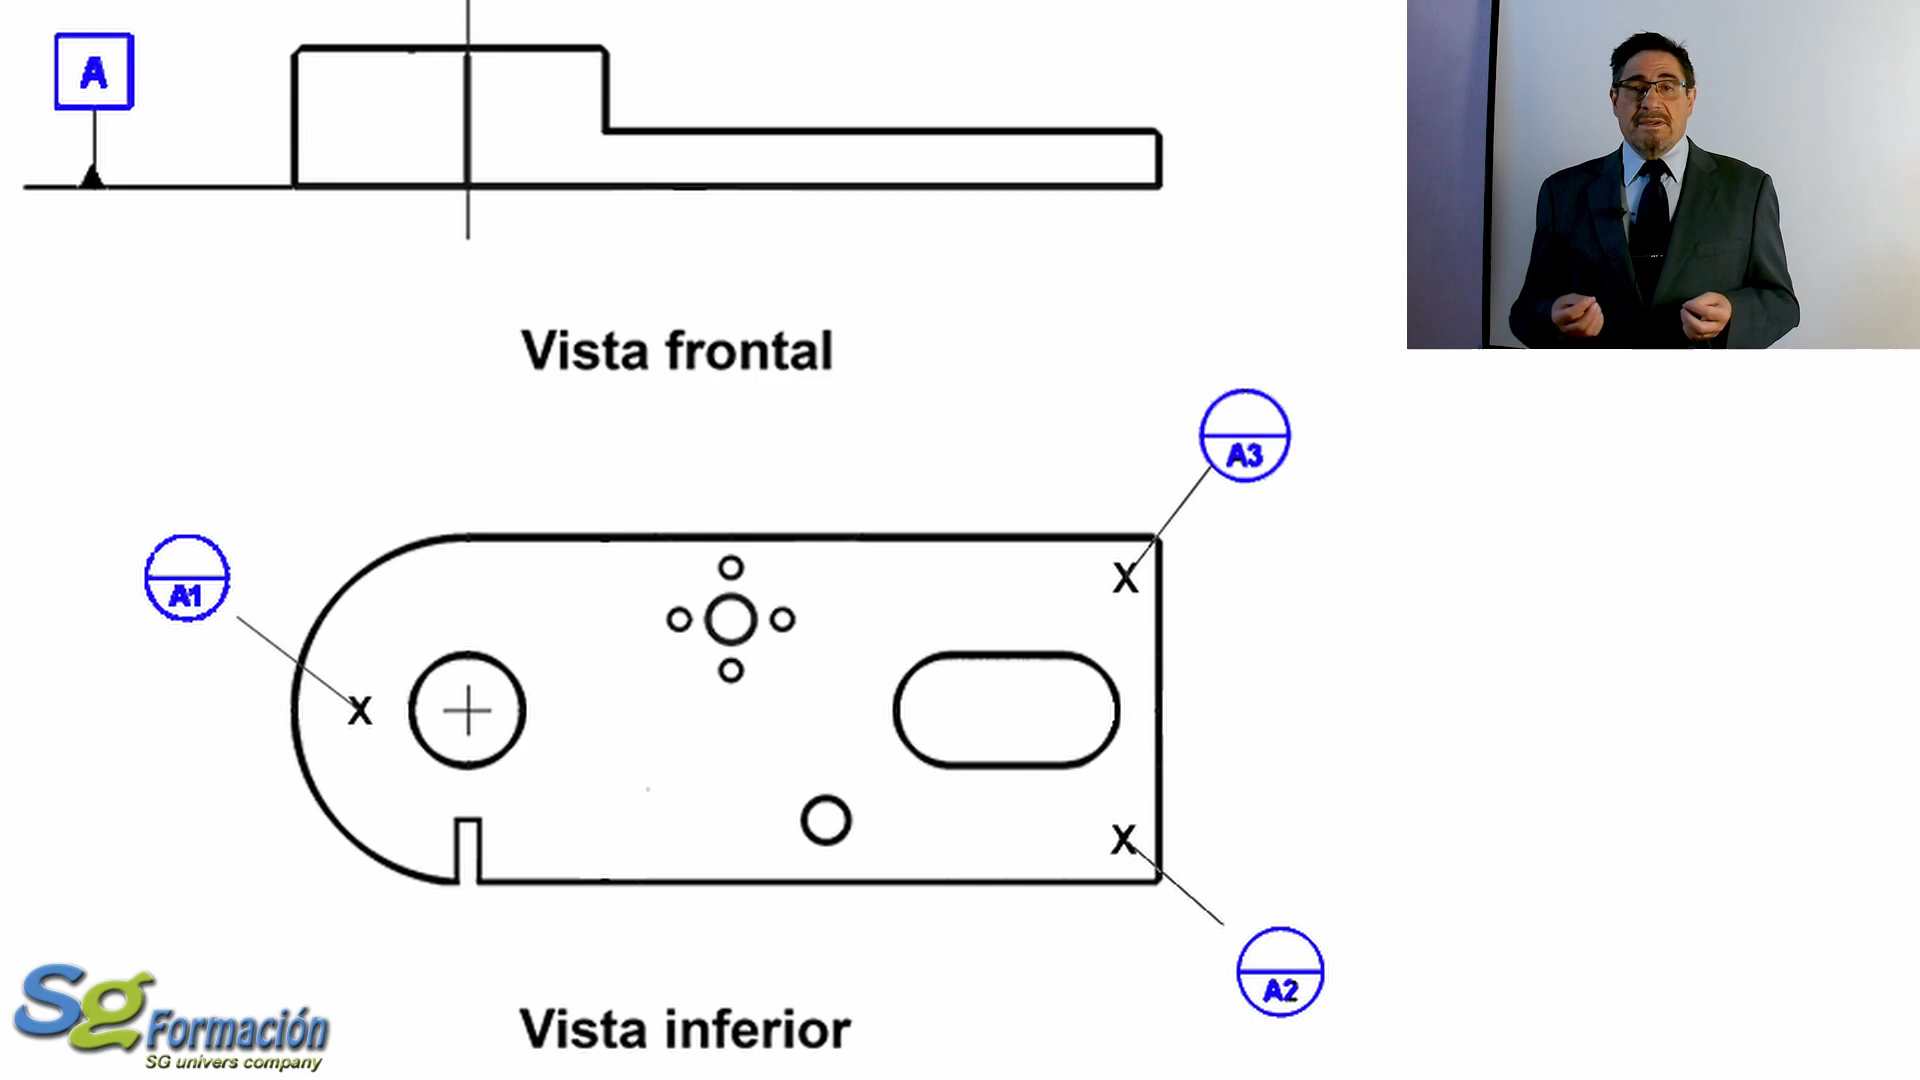 A
Vista frontal
A3
A1
X
X
X
A2
Vista inferior
Sg Formación
SG univers company